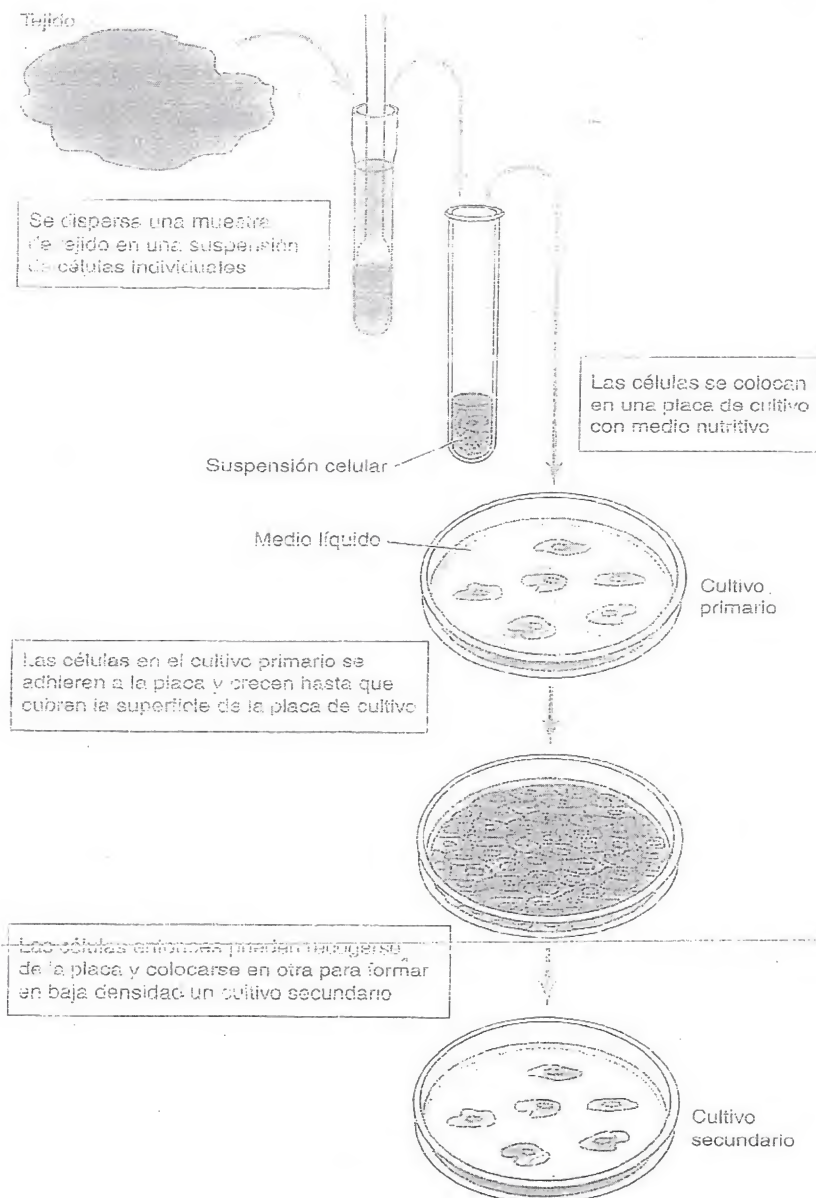 Tejido
Se dispersa una muestra
de tejido en una suspensión
de células individuales
Las células se colocan
en una placa de cultivo
con medio nutritivo
Suspensión celular
Medio líquido
Cultivo
primario
Las células en el cultivo primario se
adhieren a la placa y crecen hasta que
cubran la superficie de la placa de cultivo
Las células entonces pueden recogerse
de la placa y colocarse en otra para formar
en baja densidad un cultivo secundario
Cultivo
secundario